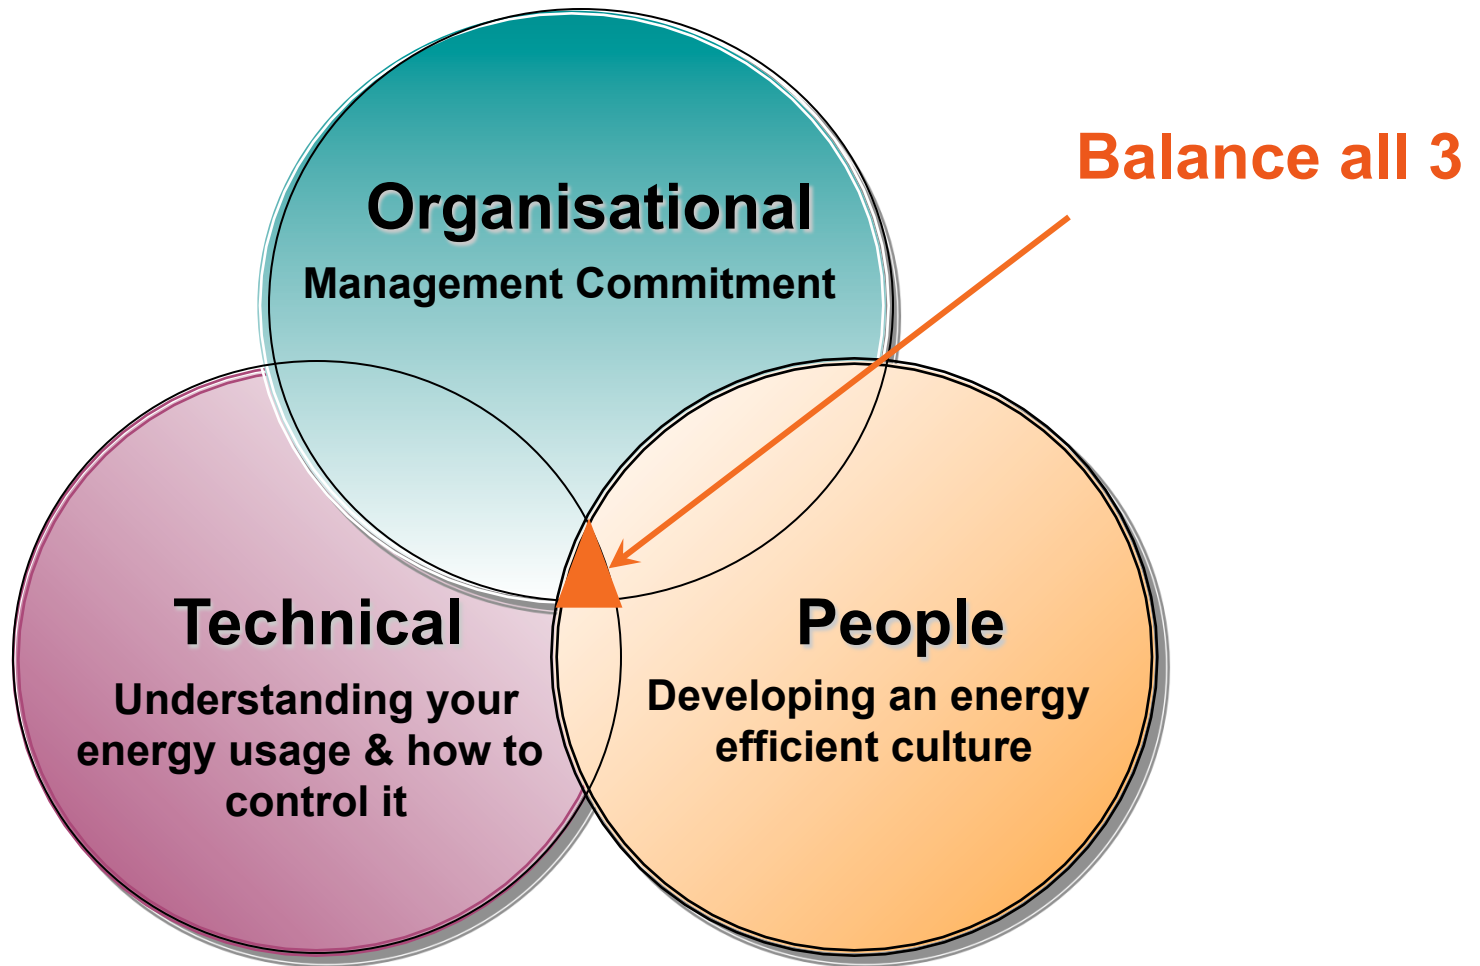 Balance all 3
Organisational
Management Commitment
Technical
Understanding your
energy usage & how to
control it
People
Developing an energy
efficient culture